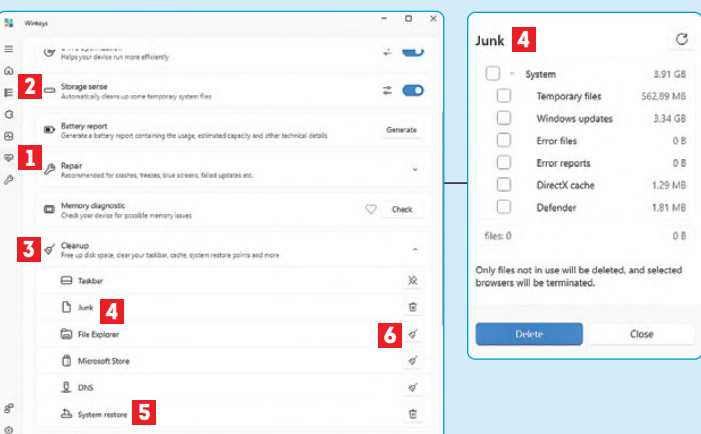 Wintoys
Helps your device run more efficiently
2
Storage sense
Automatically cleans up some temporary system files
Battery report
Generate a battery report containing the usage, estimated capacity and other technical details
Generate
1
Repair
Recommended for crashes, freezes, blue screens, failed updates etc.
Memory diagnostic
Check your device for possible memory issues
Check
3
Cleanup
Free up disk space, clear your taskbar, cache, system restore points and more
Taskbar
Junk
4
File Explorer
6
Microsoft Store
DNS
System restore
5
Junk
4
System 3.91 GB
Temporary files 562,89 MB
Windows updates 3,34 GB
Error files 0 B
Error reports 0 B
DirectX cache 1,29 MB
Defender 1,81 MB
files: 0 0 B
Only files not in use will be deleted, and selected
browsers will be terminated.
Delete
Close